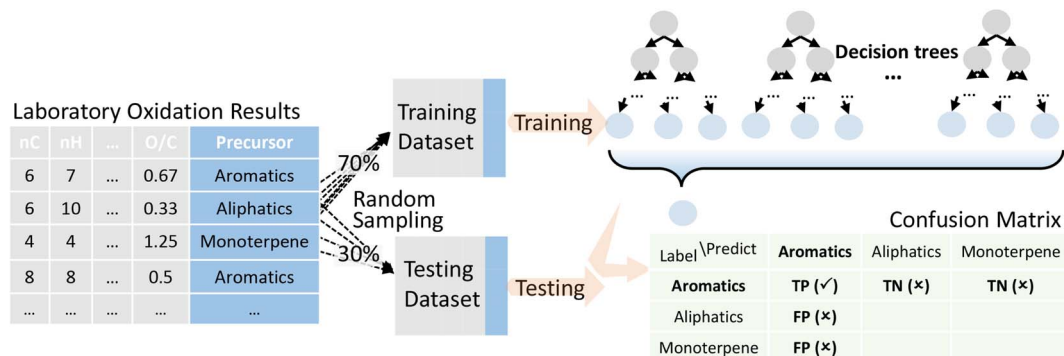 Laboratory Oxidation Results
nC nH ... O/C Precursor
6 7 ... 0.67 Aromatics
6 10 ... 0.33 Aliphatics
4 4 ... 1.25 Monoterpene
8 8 ... 0.5 Aromatics
... ... ... ... ...
70%
Random
Sampling
30%
Training
Dataset
Testing
Dataset
Training
Testing
Decision trees
...
... ... ... ... ... ...
Confusion Matrix
Label\Predict Aromatics Aliphatics Monoterpene
Aromatics TP (✓) TN (×) TN (×)
Aliphatics FP (×)
Monoterpene FP (×)